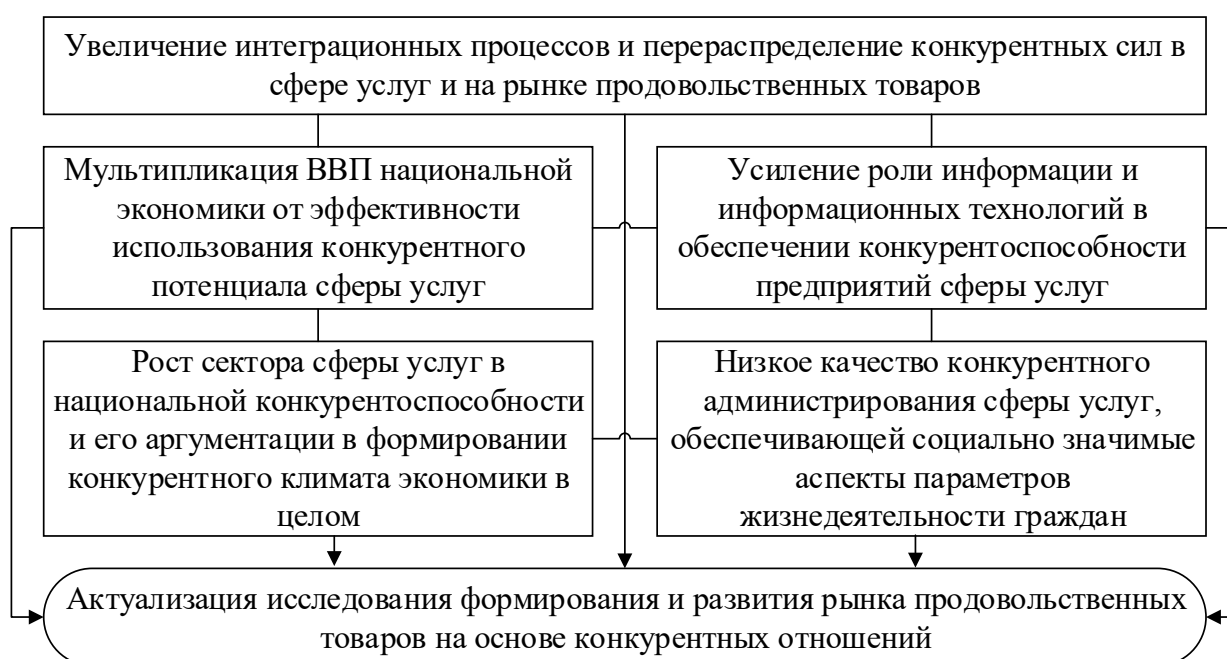 Увеличение интеграционных процессов и перераспределение конкурентных сил в
сфере услуг и на рынке продовольственных товаров
Мультипликация ВВП национальной
экономики от эффективности
использования конкурентного
потенциала сферы услуг
Усиление роли информации и
информационных технологий в
обеспечении конкурентоспособности
предприятий сферы услуг
Рост сектора сферы услуг в
национальной конкурентоспособности
и его аргументации в формировании
конкурентного климата экономики в
целом
Низкое качество конкурентного
администрирования сферы услуг,
обеспечивающей социально значимые
аспекты параметров
жизнедеятельности граждан
Актуализация исследования формирования и развития рынка продовольственных
товаров на основе конкурентных отношений